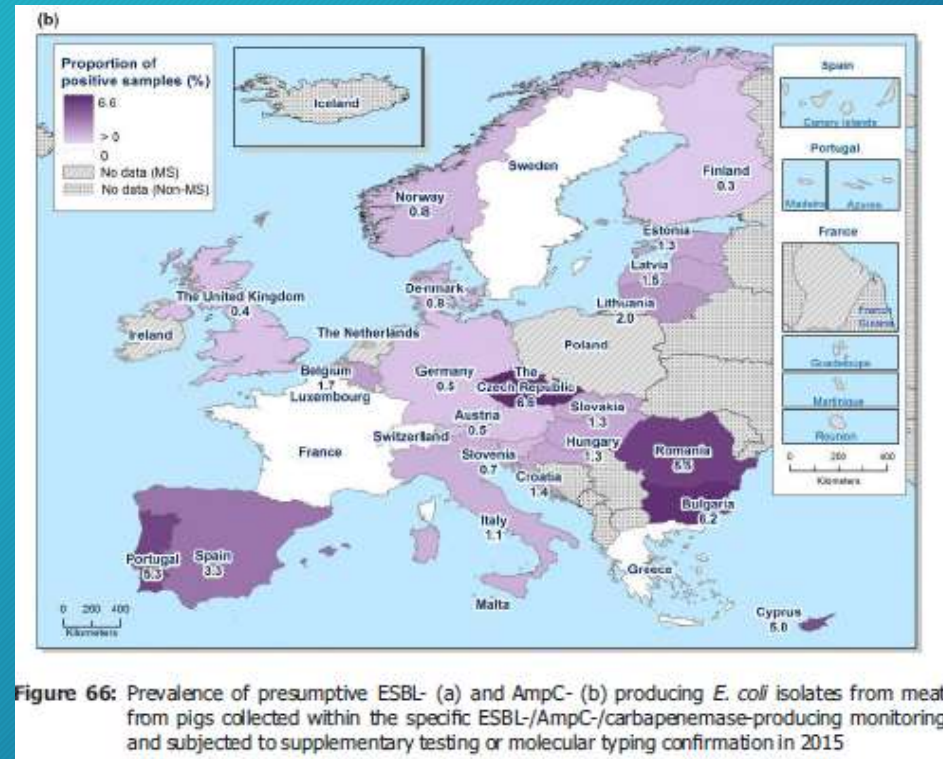 (b)
Proportion of
positive samples (%)
6.6
> 0
0
No data (MS)
No data (Non-MS)
Iceland
Spain
Canary Islands
Portugal
Madeira
Azores
France
French
Guiana
Guadeloupe
Martinique
Reunion
0 200 400
Kilometers
Sweden
Finland
0.3
Norway
0.8
Estonia
1.3
Latvia
1.5
Lithuania
2.0
Denmark
0.8
The United Kingdom
0.4
Ireland
The Netherlands
Poland
Belgium
1.7
Luxembourg
Germany
0.5
The
Czech Republic
6.6
Slovakia
1.3
Austria
0.5
Switzerland
France
Hungary
1.3
Slovenia
0.7
Romania
5.5
Croatia
1.4
Bulgaria
6.2
Italy
1.1
Portugal
5.3
Spain
3.3
Greece
Malta
Cyprus
5.0
0 200 400
Kilometers
Figure 66: Prevalence of presumptive ESBL- (a) and AmpC- (b) producing E. coli isolates from meat
from pigs collected within the specific ESBL-/AmpC-/carbapenemase-producing monitoring
and subjected to supplementary testing or molecular typing confirmation in 2015